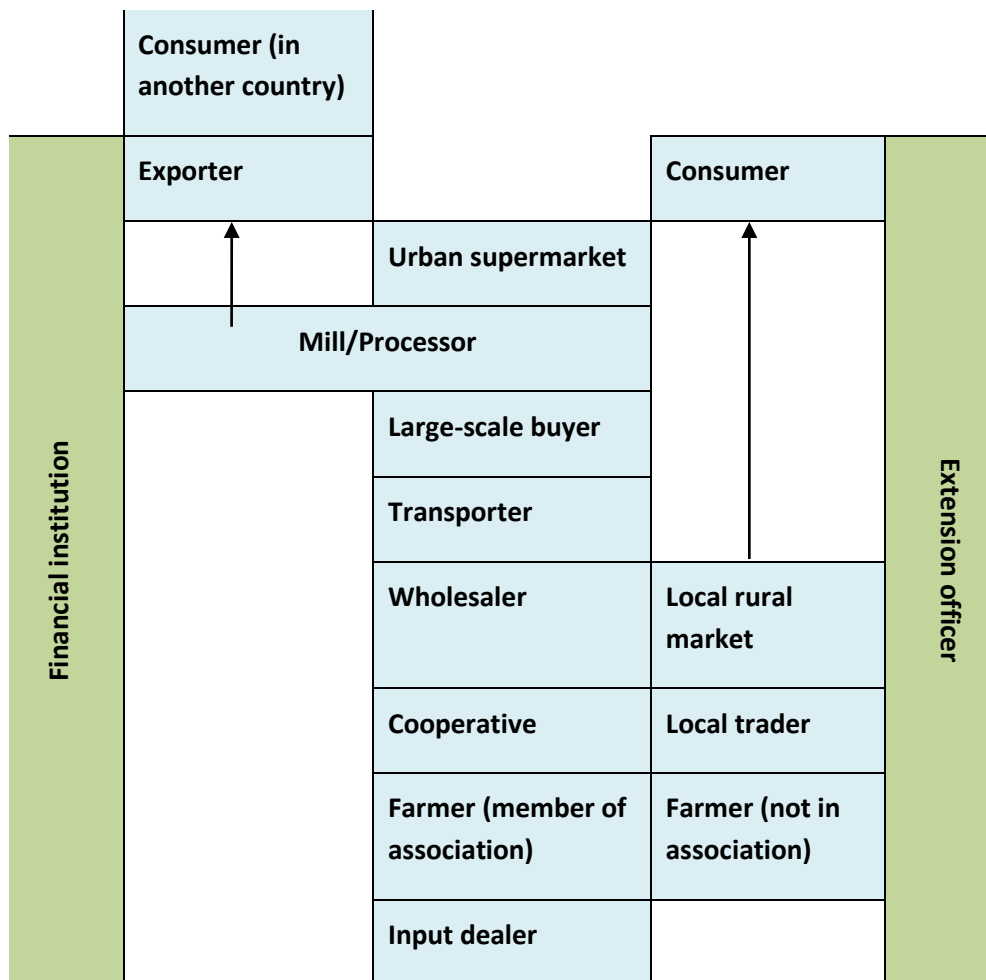 Consumer (in
another country)
Exporter
Consumer
Urban supermarket
Mill/Processor
Large-scale buyer
Transporter
Wholesaler
Local rural
market
Cooperative
Local trader
Farmer (member of
association)
Farmer (not in
association)
Input dealer
Financial institution
Extension officer